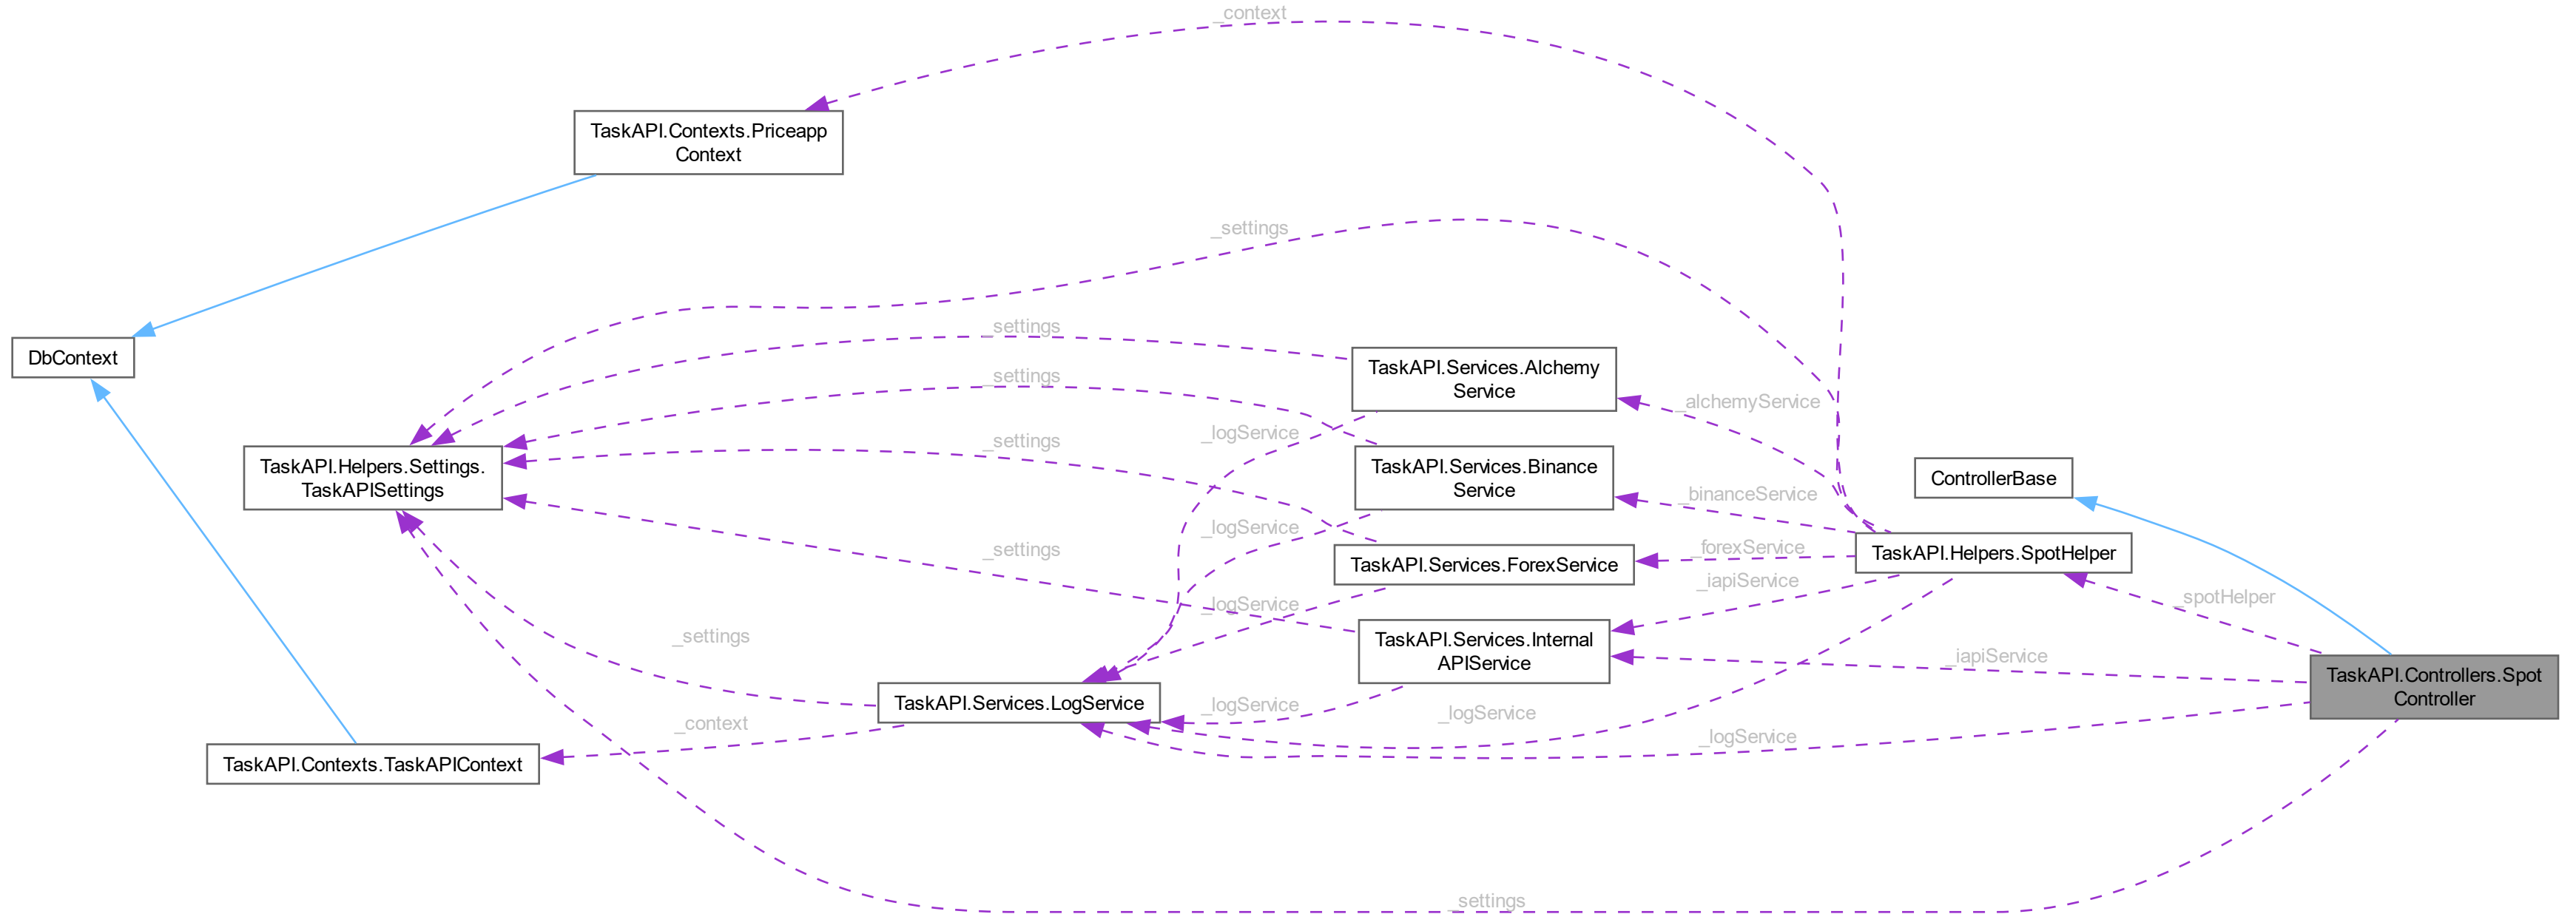 _context
TaskAPI.Contexts.Priceapp
Context
_settings
_settings
DbContext
TaskAPI.Services.Alchemy
Service
_settings
_alchemyService
_logService
_settings
TaskAPI.Helpers.Settings.
TaskAPISettings
TaskAPI.Services.Binance
Service
ControllerBase
_binanceService
_logService
_settings
_forexService
TaskAPI.Helpers.SpotHelper
TaskAPI.Services.ForexService
_iapiService
_spotHelper
_logService
_settings
TaskAPI.Services.Internal
APIService
_iapiService
TaskAPI.Controllers.Spot
Controller
TaskAPI.Services.LogService
_logService
_logService
_context
_logService
TaskAPI.Contexts.TaskAPIContext
_settings